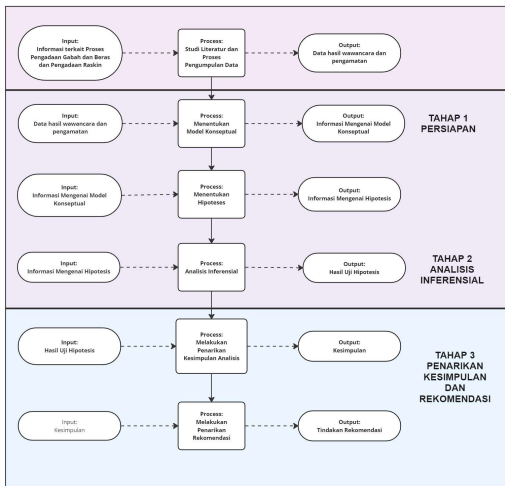 Input:
Informasi terkait Proses
Pengadaan Gabah dan Beras
dan Pengadaan Raskin
Process:
Studi Literatur dan
Proses
Pengumpulan Data
Output:
Data hasil wawancara dan
pengamatan
TAHAP 1
PERSIAPAN
Input:
Data hasil wawancara dan
pengamatan
Process:
Menentukan
Model Konseptual
Output:
Informasi Mengenai Model
Konseptual
Input:
Informasi Mengenai Model
Konseptual
Process:
Menentukan
Hipoteses
Output:
Informasi Mengenai Hipotesis
TAHAP 2
ANALISIS
INFERENSIAL
Input:
Informasi Mengenai Hipotesis
Process:
Analisis Inferensial
Output:
Hasil Uji Hipotesis
TAHAP 3
PENARIKAN
KESIMPULAN
DAN
REKOMENDASI
Input:
Hasil Uji Hipotesis
Process:
Melakukan
Penarikan
Kesimpulan Analisis
Output:
Kesimpulan
Input:
Kesimpulan
Process:
Melakukan
Penarikan
Rekomendasi
Output:
Tindakan Rekomendasi